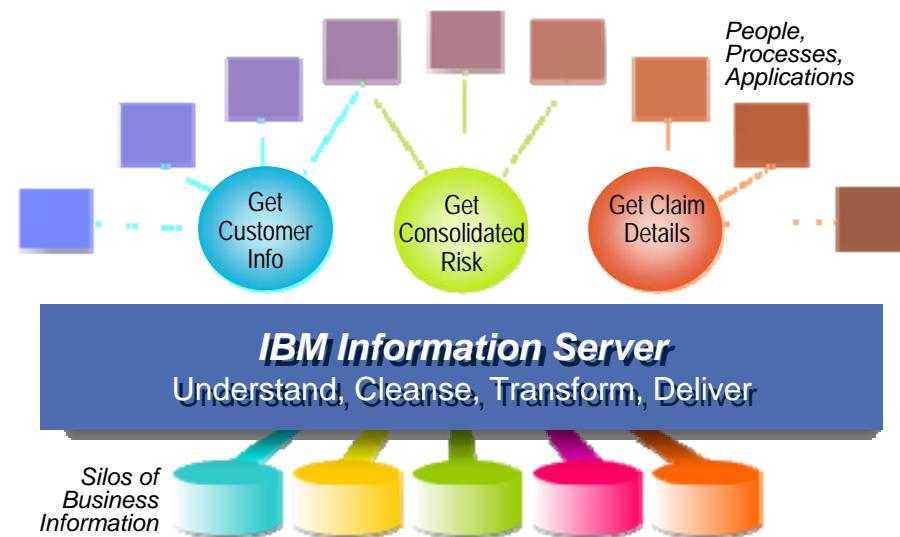 People,
Processes,
Applications
Get
Customer
Info
Get
Consolidated
Risk
Get Claim
Details
IBM Information Server
Understand, Cleanse, Transform, Deliver
Silos of
Business
Information